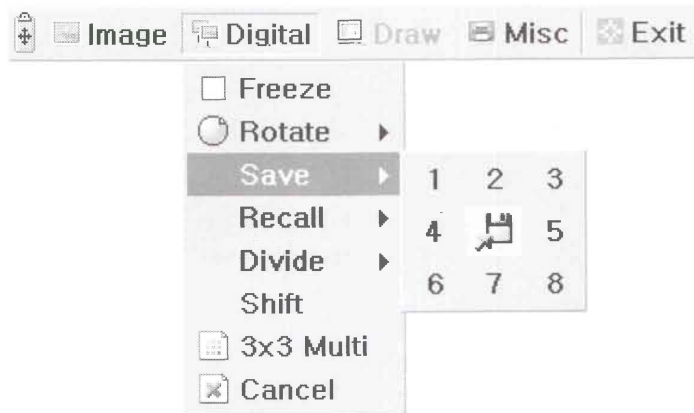 Image Digital Draw Misc Exit
Freeze
Rotate
Save
1 2 3
Recall
4 5
Divide
6 7 8
Shift
3x3 Multi
Cancel